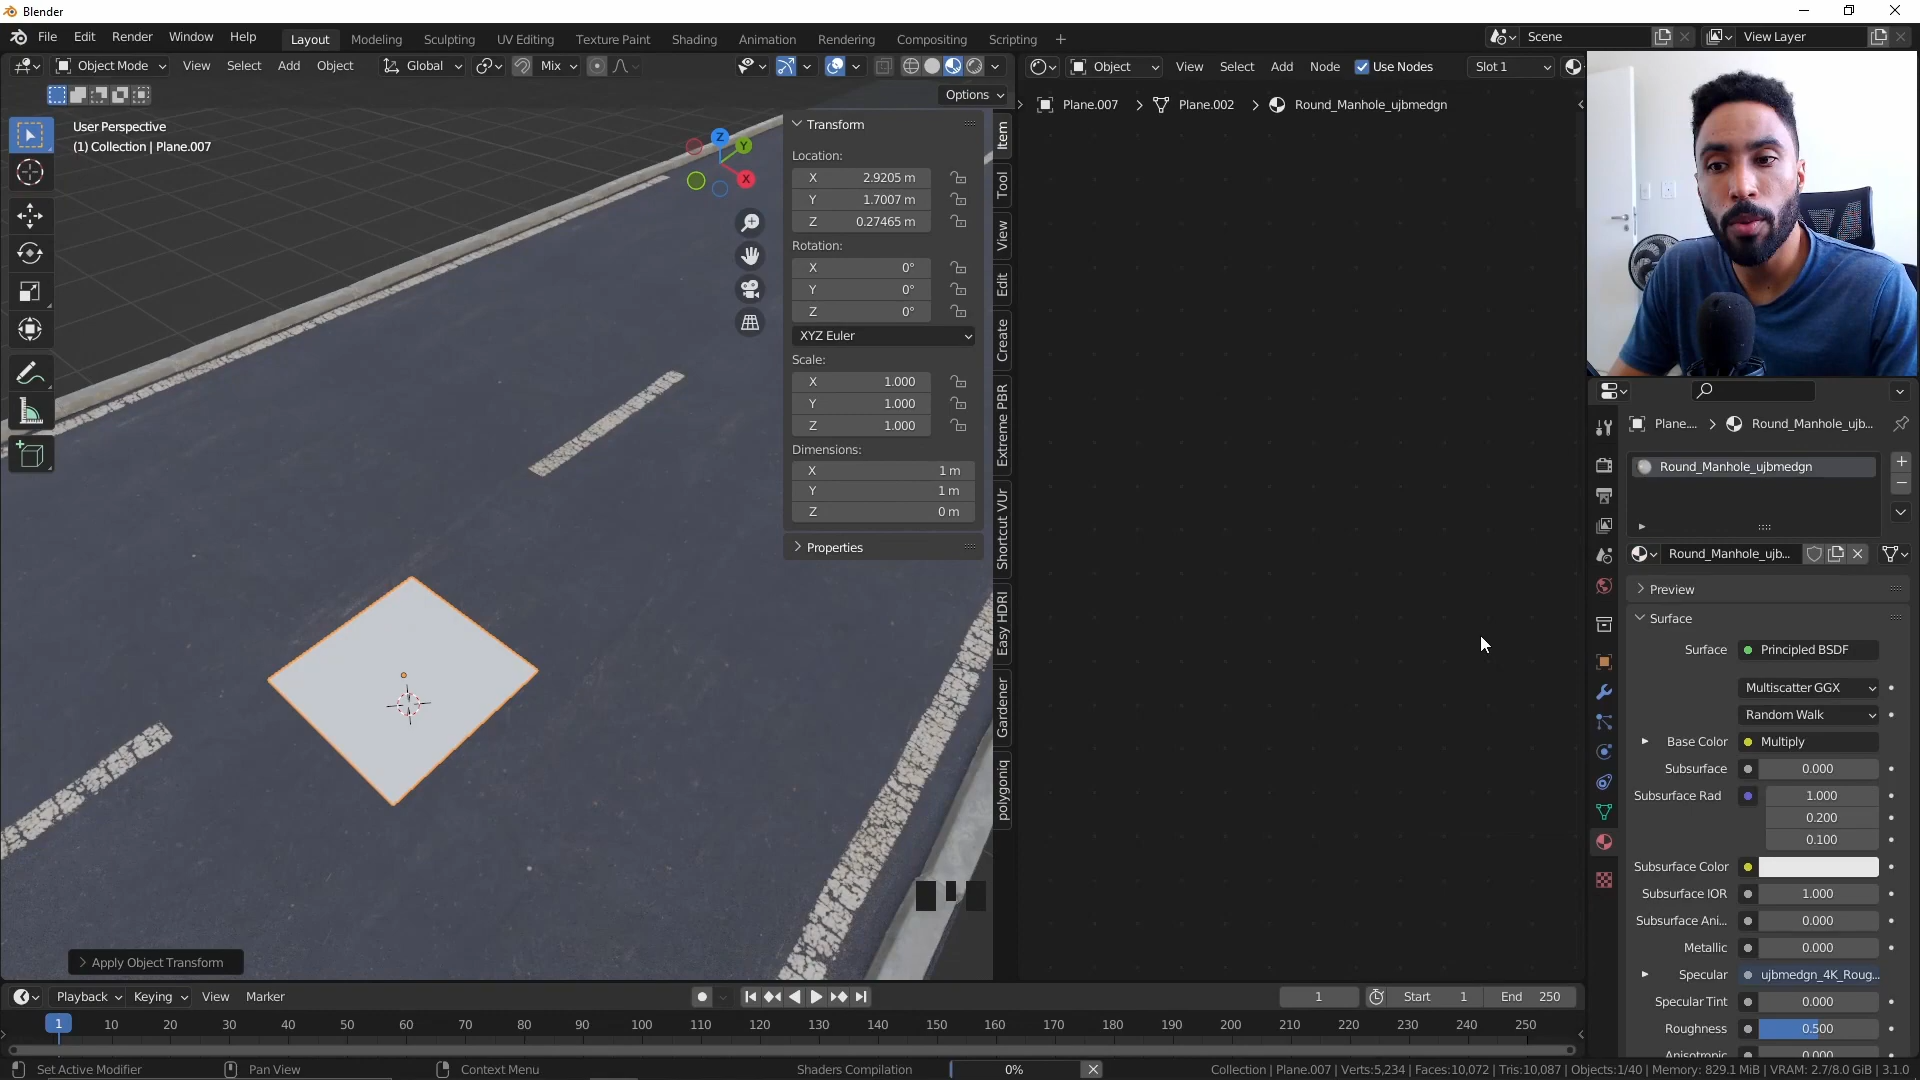 Blender
File Edit Render Window Help Layout Modeling Sculpting UV Editing Texture Paint Shading Animation Rendering Compositing Scripting + Scene View Layer
Object Mode View Select Add Object Global Mix
Object View Select Add Node Use Nodes Slot 1
Options
Plane.007 > Plane.002 > Round_Manhole_ujbmedgn
User Perspective
(1) Collection | Plane.007
Z Y X
Transform
Location:
X 2.9205 m
Y 1.7007 m
Z 0.27465 m
Rotation:
X 0°
Y 0°
Z 0°
XYZ Euler
Scale:
X 1.000
Y 1.000
Z 1.000
Dimensions:
X 1 m
Y 1 m
Z 0 m
Properties
Item
Tool
View
Edit
Create
Extreme PBR
Shortcut VUr
Easy HDRI
Gardener
polygoniq
Plane.... > Round_Manhole_ujb...
Round_Manhole_ujbmedgn
Round_Manhole_ujb...
Preview
Surface
Surface Principled BSDF
Multiscatter GGX
Random Walk
Base Color Multiply
Subsurface 0.000
Subsurface Rad 1.000
0.200
0.100
Subsurface Color
Subsurface IOR 1.000
Subsurface Ani... 0.000
Metallic 0.000
Specular ujbmedgn_4K_Roug...
Specular Tint 0.000
Roughness 0.500
Anisotropic 0.000
Apply Object Transform
Playback Keying View Marker 1 Start 1 End 250
1 10 20 30 40 50 60 70 80 90 100 110 120 130 140 150 160 170 180 190 200 210 220 230 240 250
Set Active Modifier Pan View Context Menu Shaders Compilation 0% Collection | Plane.007 | Verts:5,234 | Faces:10,072 | Tris:10,087 | Objects:1/40 | Memory: 829.1 MiB | VRAM: 2.7/8.0 GiB | 3.1.0